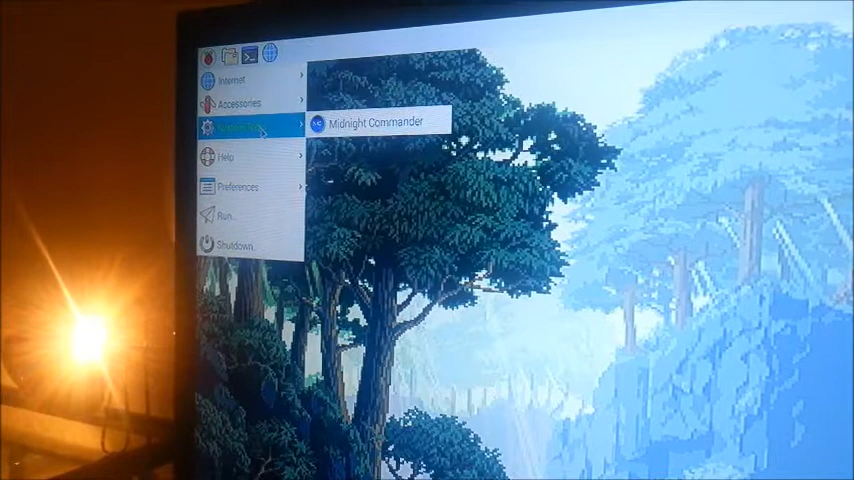 Internet
Accessories
Midnight Commander
Help
Preferences
Run...
Shutdown...